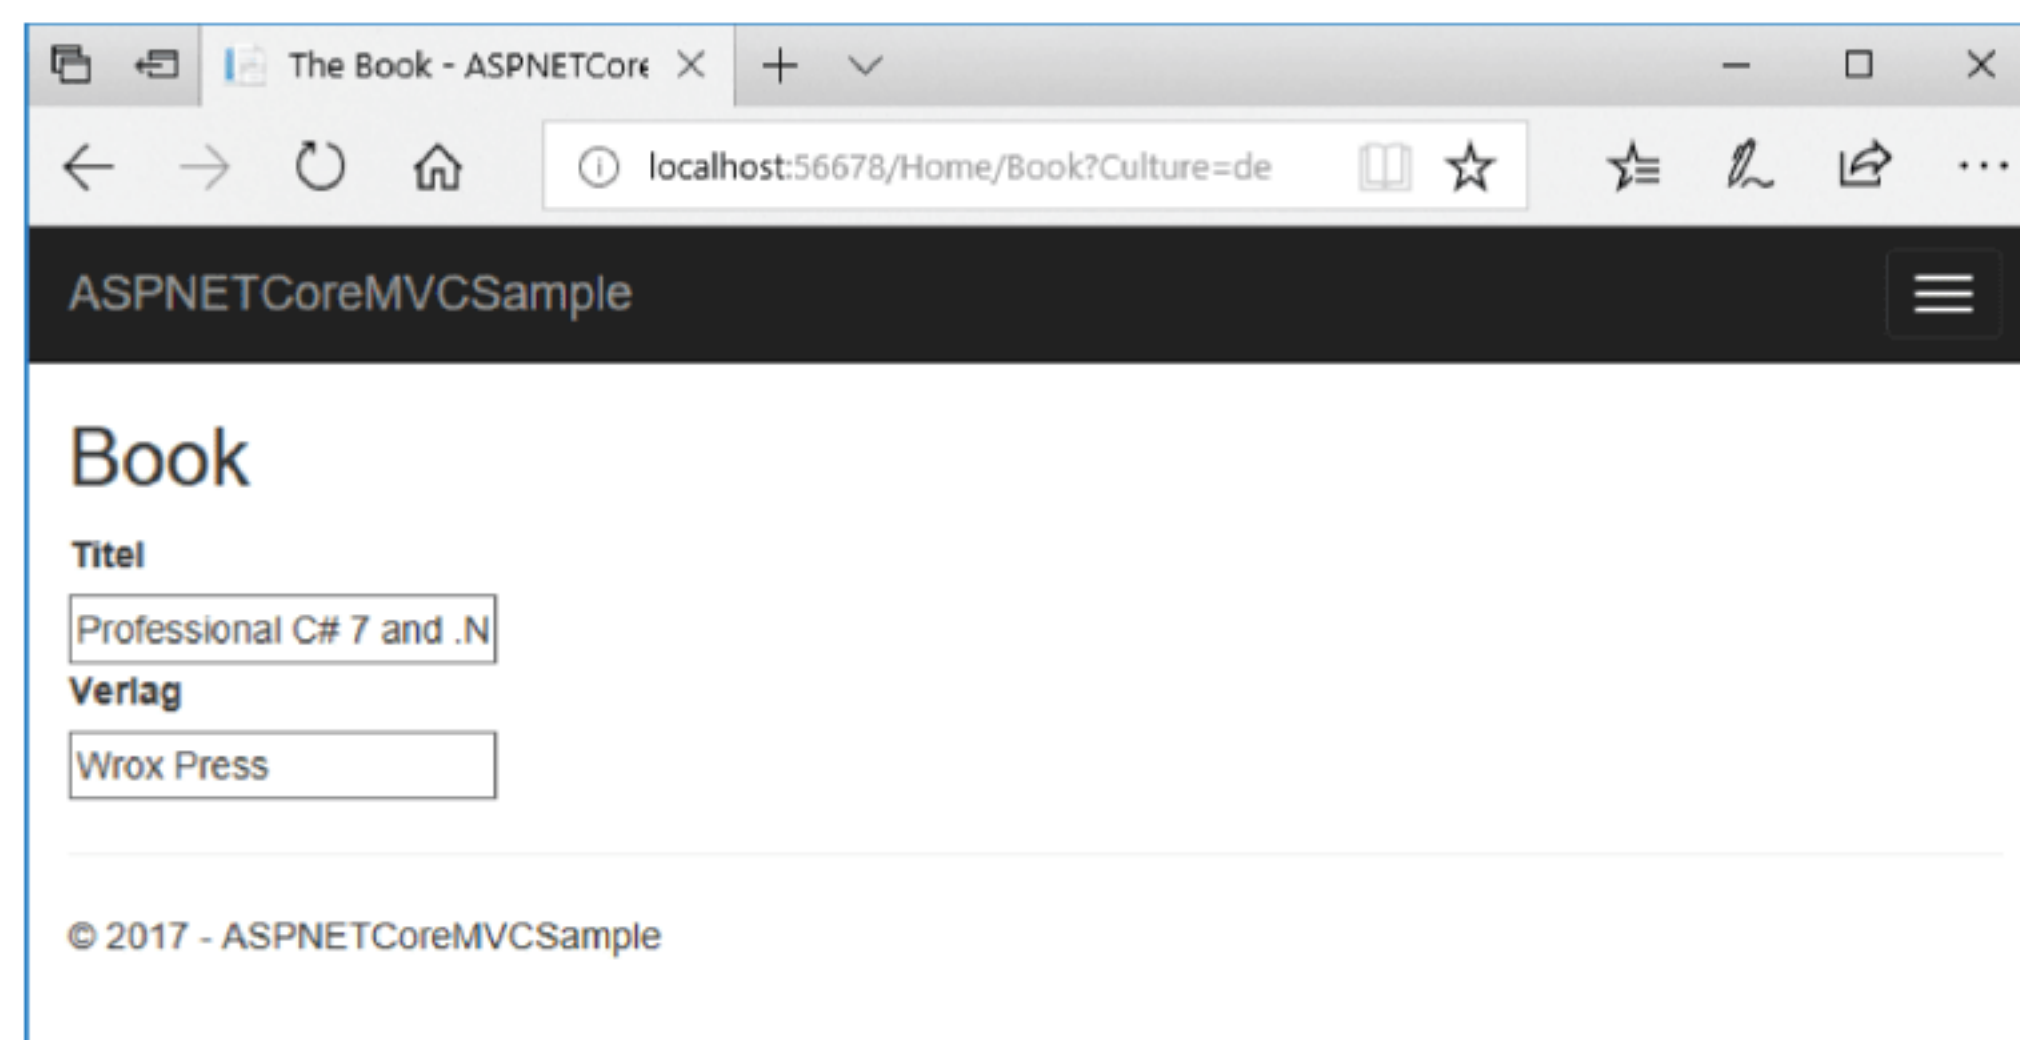 The Book - ASPNETCore
localhost:56678/Home/Book?Culture=de
ASPNETCoreMVCSample
Book
Titel
Professional C# 7 and .N
Verlag
Wrox Press
© 2017 - ASPNETCoreMVCSample